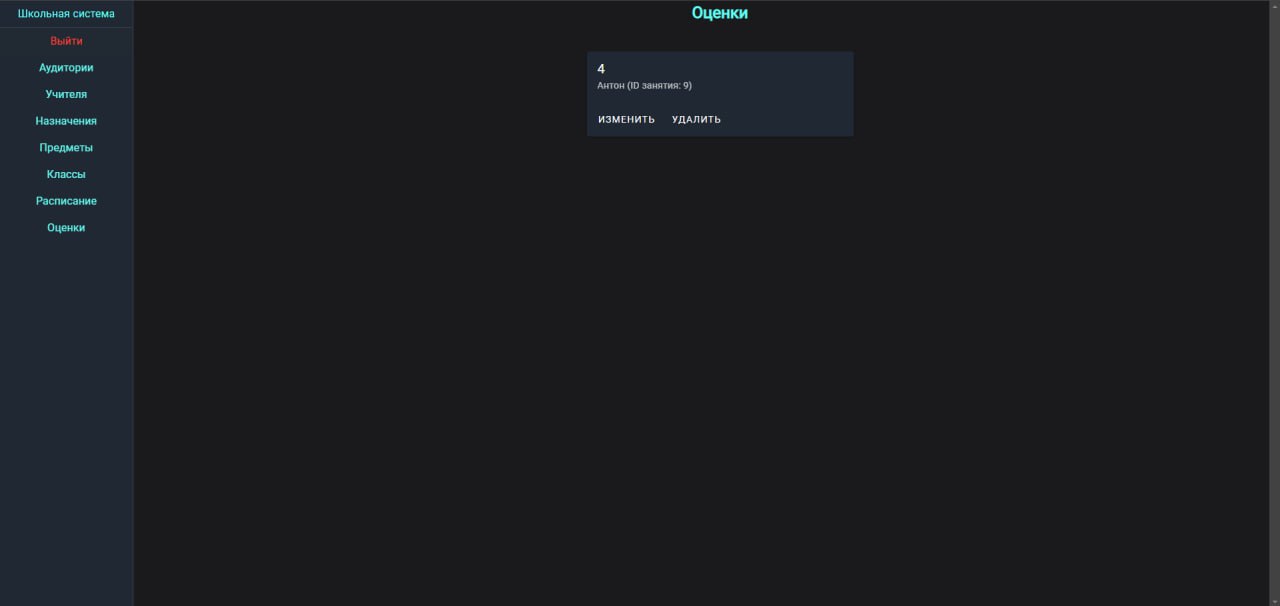 Школьная система
Выйти
Аудитории
Учителя
Назначения
Предметы
Классы
Расписание
Оценки
Оценки
4
Антон (ID занятия: 9)
ИЗМЕНИТЬ УДАЛИТЬ